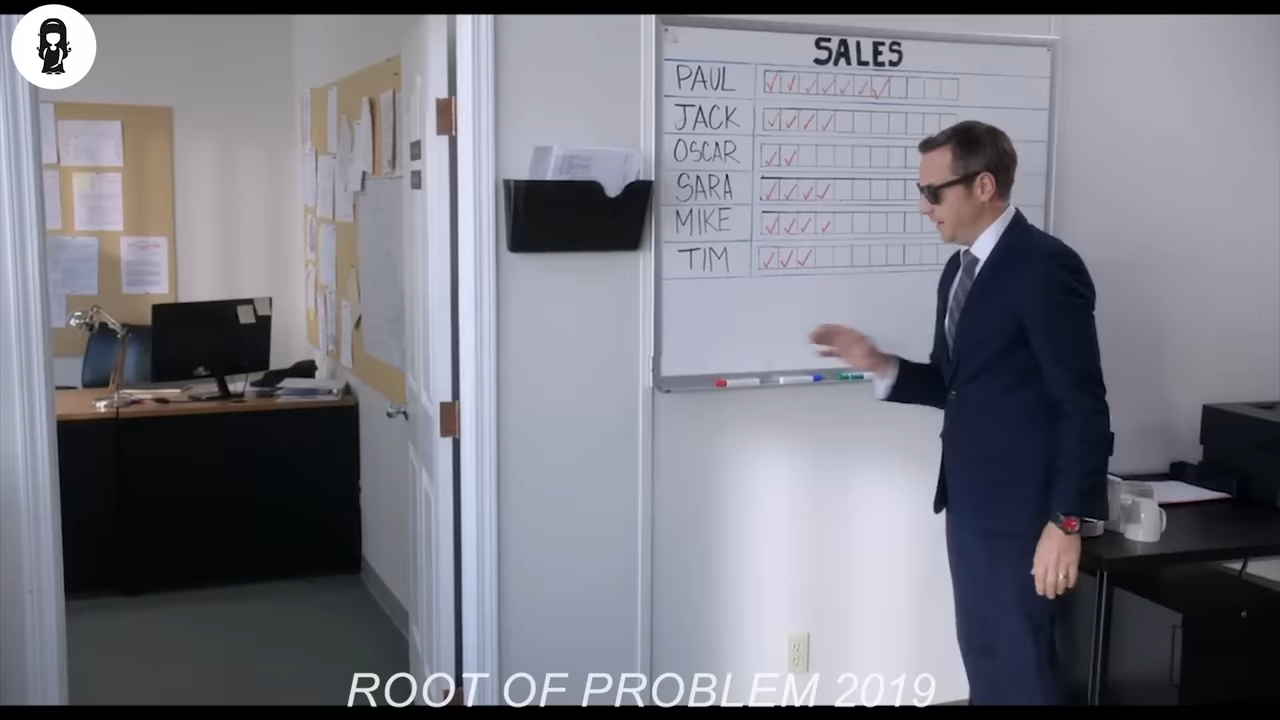 SALES
PAUL
JACK
OSCAR
SARA
MIKE
TIM
ROOT OF PROBLEM 2019